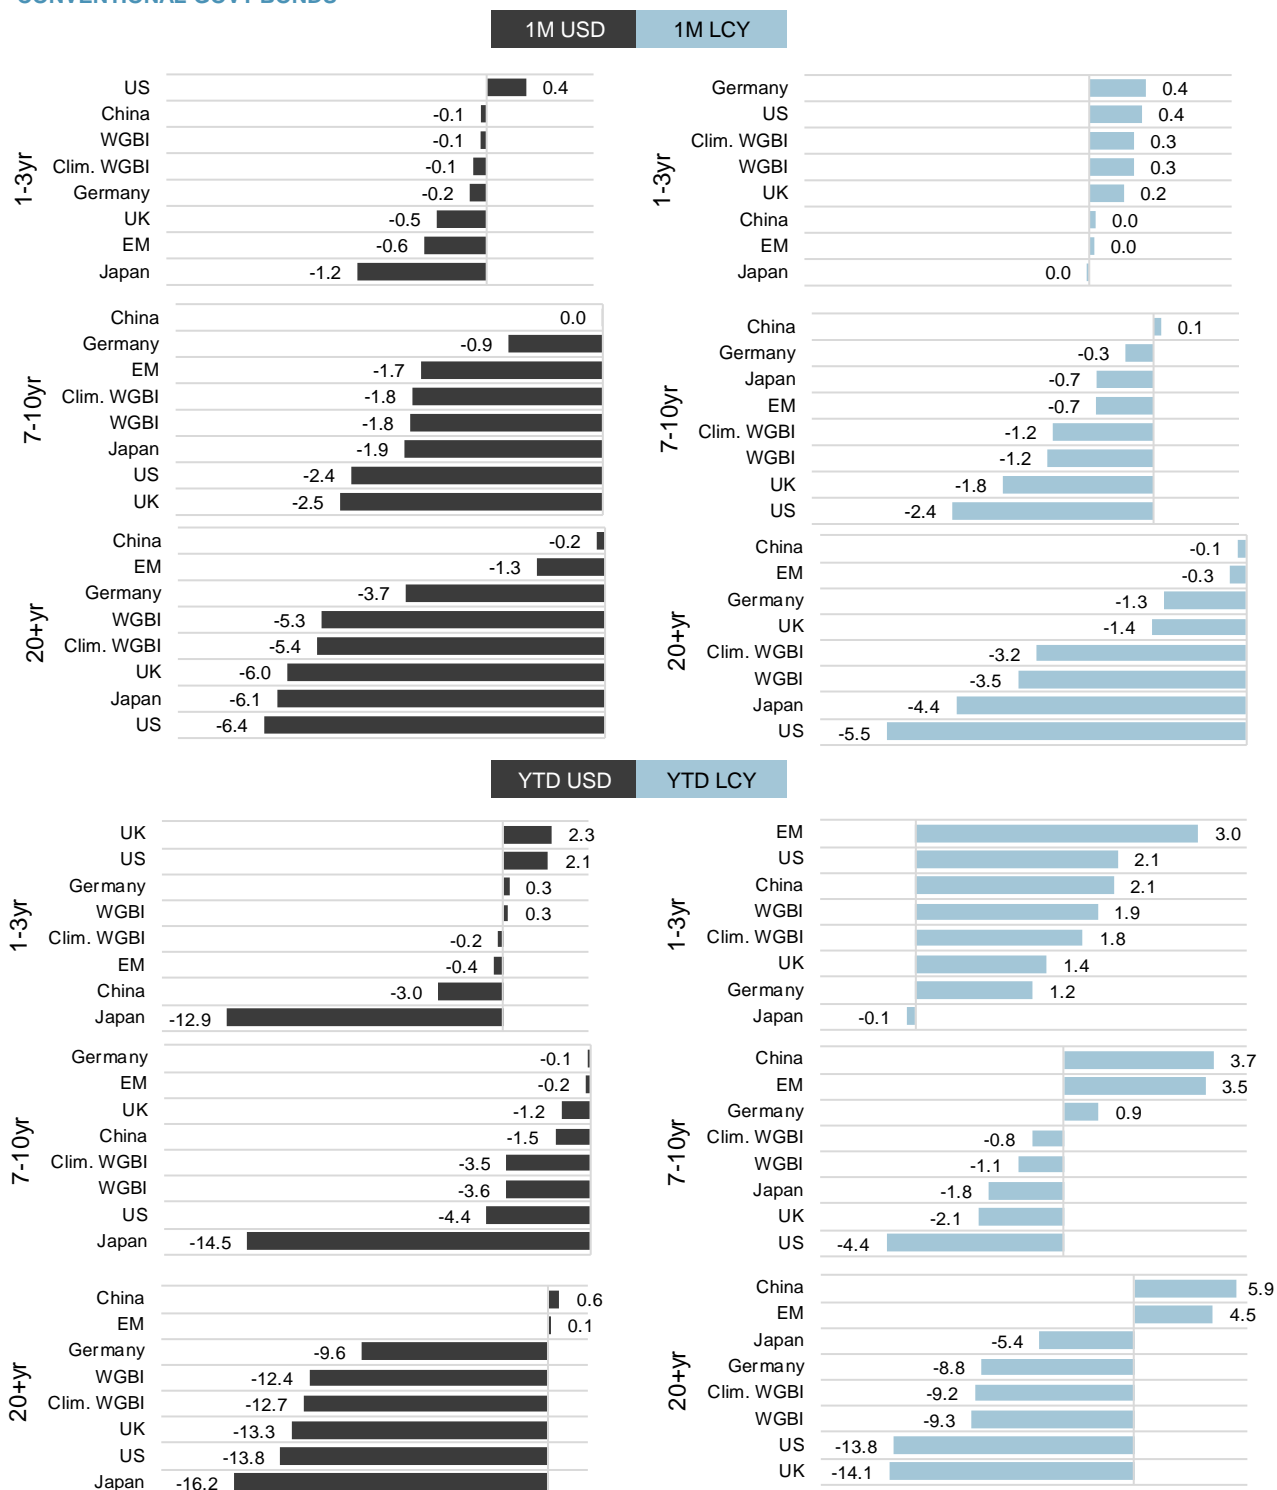 CONVENTIONAL GOVT BONDS
1M USD 1M LCY
1-3yr
US 0.4
China -0.1
WGBI -0.1
Clim. WGBI -0.1
Germany -0.2
UK -0.5
EM -0.6
Japan -1.2
1-3yr
Germany 0.4
US 0.4
Clim. WGBI 0.3
WGBI 0.3
UK 0.2
China 0.0
EM 0.0
Japan 0.0
7-10yr
China 0.0
Germany -0.9
EM -1.7
Clim. WGBI -1.8
WGBI -1.8
Japan -1.9
US -2.4
UK -2.5
7-10yr
China 0.1
Germany -0.3
Japan -0.7
EM -0.7
Clim. WGBI -1.2
WGBI -1.2
UK -1.8
US -2.4
20+yr
China -0.2
EM -1.3
Germany -3.7
WGBI -5.3
Clim. WGBI -5.4
UK -6.0
Japan -6.1
US -6.4
20+yr
China -0.1
EM -0.3
Germany -1.3
UK -1.4
Clim. WGBI -3.2
WGBI -3.5
Japan -4.4
US -5.5
YTD USD YTD LCY
1-3yr
UK 2.3
US 2.1
Germany 0.3
WGBI 0.3
Clim. WGBI -0.2
EM -0.4
China -3.0
Japan -12.9
1-3yr
EM 3.0
US 2.1
China 2.1
WGBI 1.9
Clim. WGBI 1.8
UK 1.4
Germany 1.2
Japan -0.1
7-10yr
Germany -0.1
EM -0.2
UK -1.2
China -1.5
Clim. WGBI -3.5
WGBI -3.6
US -4.4
Japan -14.5
7-10yr
China 3.7
EM 3.5
Germany 0.9
Clim. WGBI -0.8
WGBI -1.1
Japan -1.8
UK -2.1
US -4.4
20+yr
China 0.6
EM 0.1
Germany -9.6
WGBI -12.4
Clim. WGBI -12.7
UK -13.3
US -13.8
Japan -16.2
20+yr
China 5.9
EM 4.5
Japan -5.4
Germany -8.8
Clim. WGBI -9.2
WGBI -9.3
US -13.8
UK -14.1